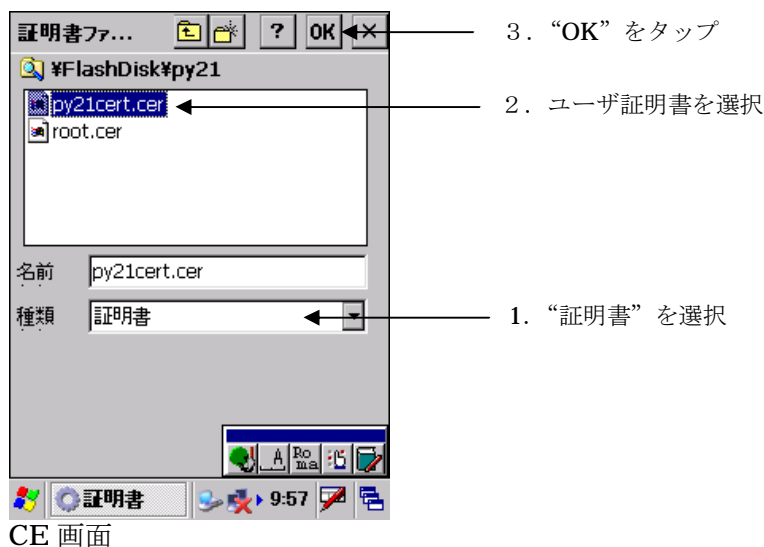 証明書ファ... ? OK ×
３．“OK”をタップ
¥FlashDisk¥py21
py21cert.cer
２．ユーザ証明書を選択
root.cer
名前 py21cert.cer
種類 証明書
1.“証明書”を選択
A Ro ma
証明書 9:57
CE 画面